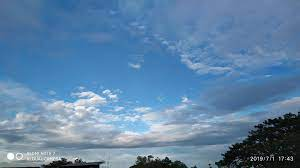 REDMI NOTE 7
AI DUAL CAMERA
2019/7/1 17:43